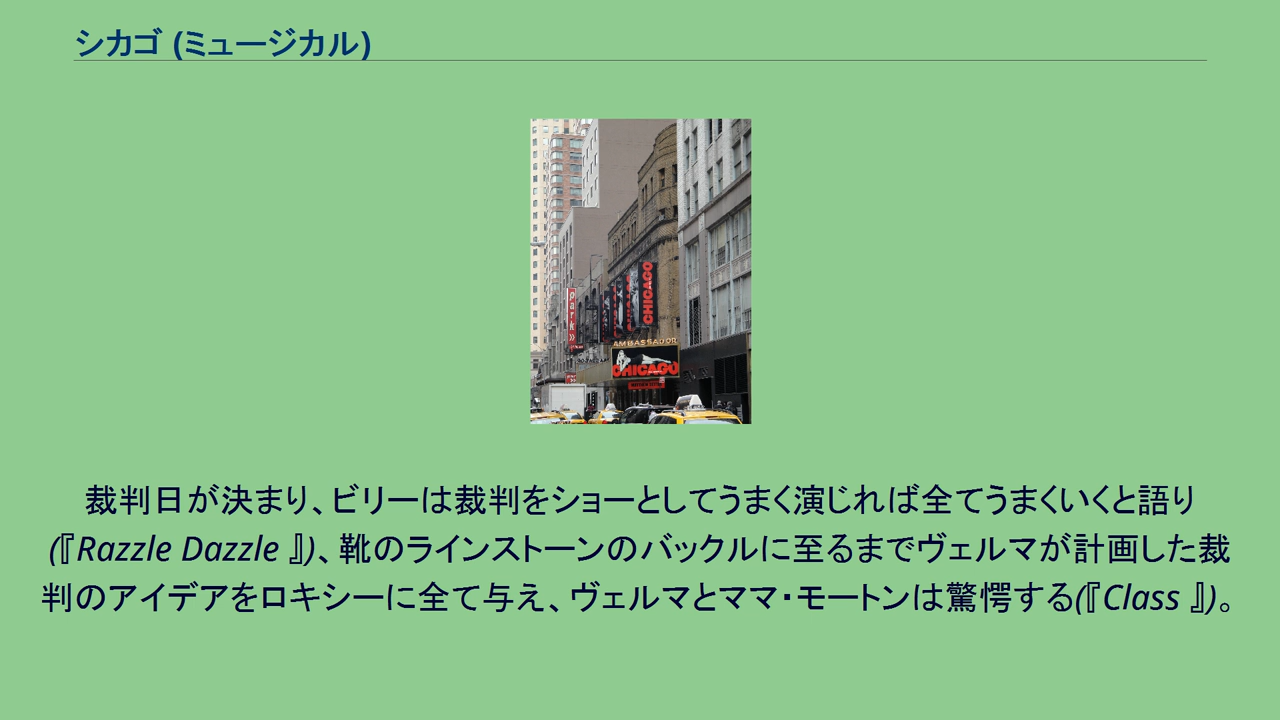 シカゴ (ミュージカル)
CHICAGO
park
AMBASSADOR
CHICAGO
裁判日が決まり、ビリーは裁判をショーとしてうまく演じれば全てうまくいくと語り
(『Razzle Dazzle 』)、靴のラインストーンのバックルに至るまでヴェルマが計画した裁
判のアイデアをロキシーに全て与え、ヴェルマとママ・モートンは驚愕する(『Class 』)。